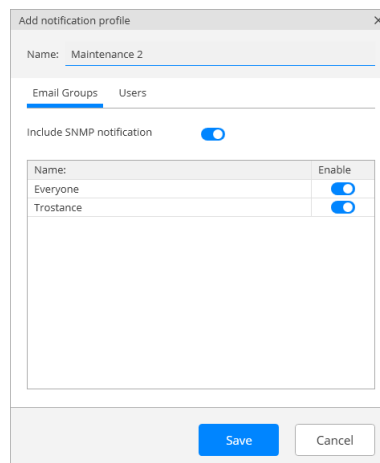 Add notification profile
Name: Maintenance 2
Email Groups Users
Include SNMP notification
Name: Enable
Everyone
Trostance
Save Cancel